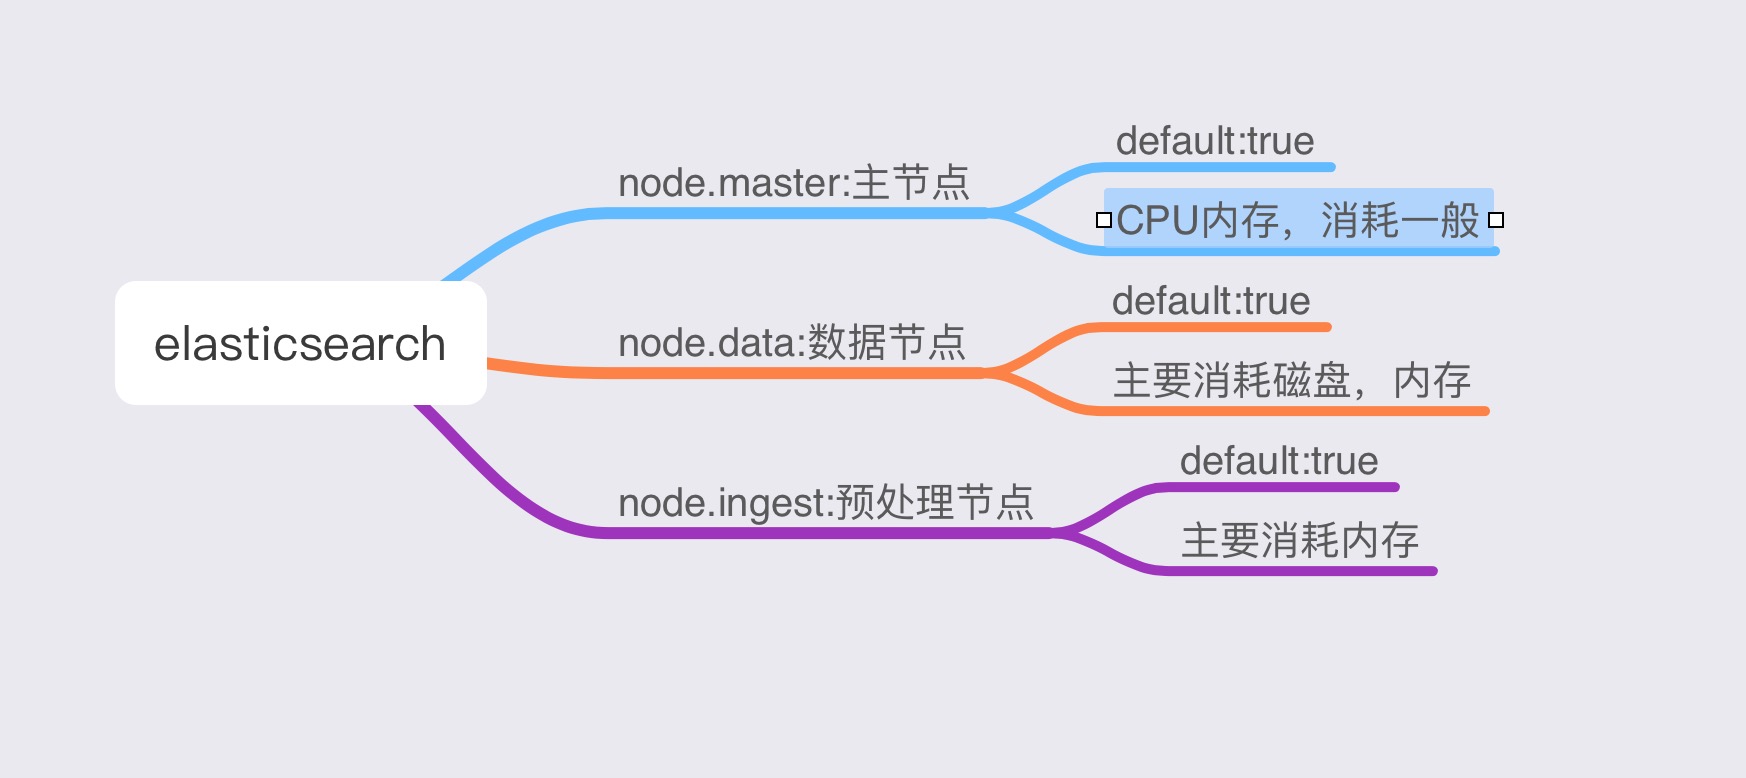 elasticsearch
node.master:主节点
default:true
CPU内存，消耗一般
node.data:数据节点
default:true
主要消耗磁盘，内存
node.ingest:预处理节点
default:true
主要消耗内存